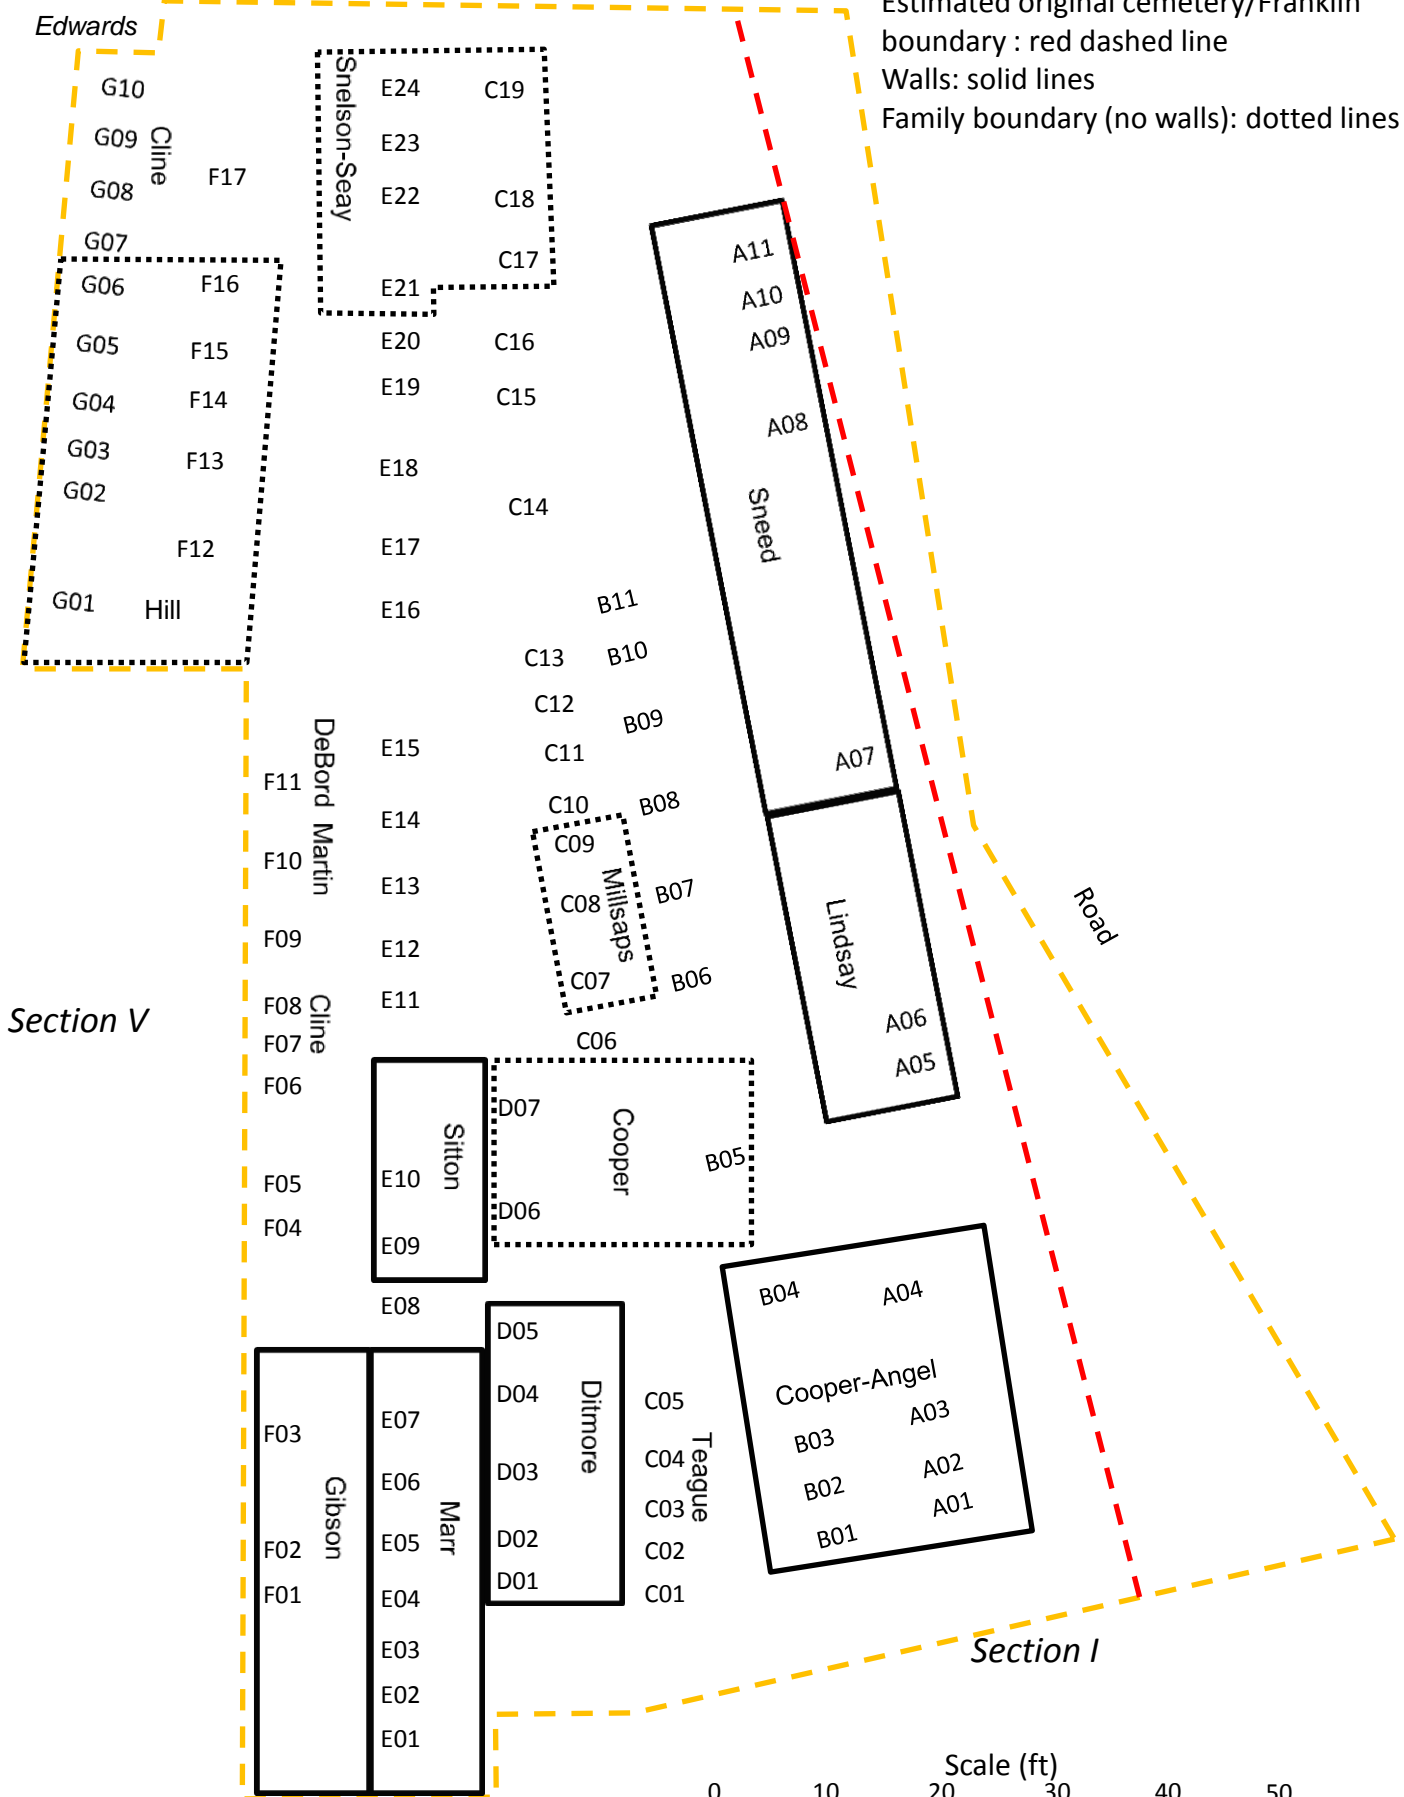 Estimated original cemetery/Franklin
boundary : red dashed line
Walls: solid lines
Family boundary (no walls): dotted lines
Edwards
G10
G09
G08
G07
Cline
F17
G06
G05
G04
G03
G02
G01
F16
F15
F14
F13
F12
Hill
Snelson-Seay
E24
E23
E22
E21
C19
C18
C17
E20
E19
E18
E17
E16
E15
E14
E13
E12
E11
C16
C15
C14
C13
C12
C11
C10
B11
B10
B09
B08
B07
B06
A11
A10
A09
A08
Sneed
A07
Lindsay
A06
A05
Road
DeBord
F11
Martin
F10
F09
F08
Cline
F07
F06
F05
F04
Section V
C09
C08
C07
Millsaps
C06
Sitton
E10
E09
E08
D07
D06
Cooper
B05
B04
A04
Cooper-Angel
B03
A03
B02
A02
B01
A01
D05
D04
D03
D02
D01
Ditmore
C05
C04
C03
C02
C01
Teague
F03
F02
F01
Gibson
E07
E06
E05
E04
E03
E02
E01
Marr
Section I
Scale (ft)
0 10 20 30 40 50